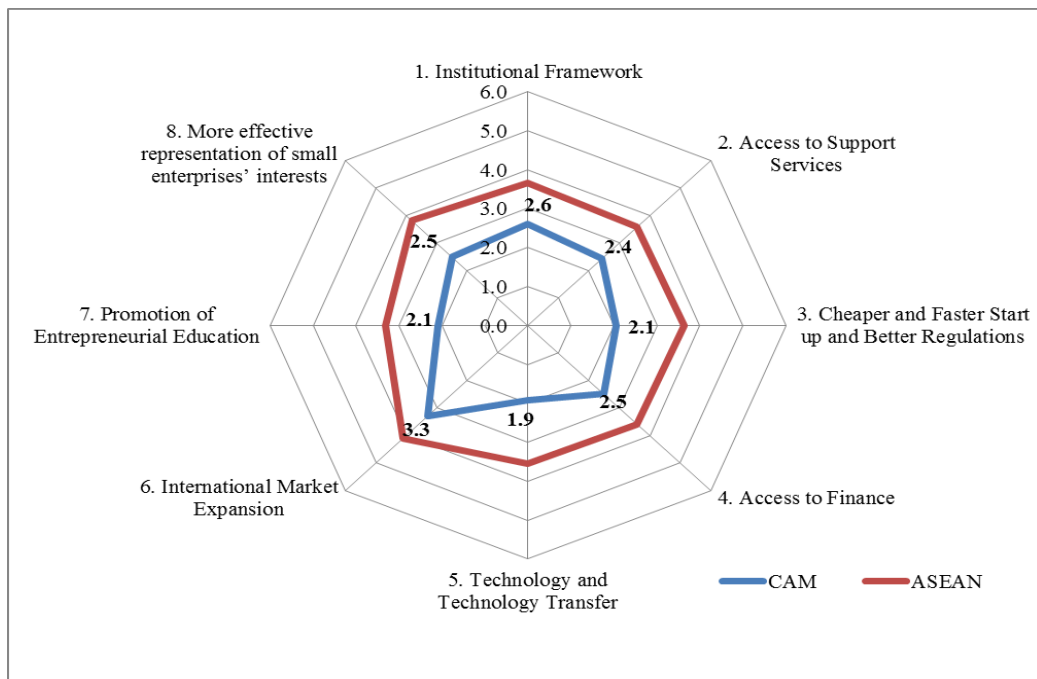 1. Institutional Framework
6.0
5.0
4.0
3.0
2.0
1.0
0.0
2. Access to Support
Services
3. Cheaper and Faster Start
up and Better Regulations
4. Access to Finance
5. Technology and
Technology Transfer
6. International Market
Expansion
7. Promotion of
Entrepreneurial Education
8. More effective
representation of small
enterprises’ interests
2.6
2.4
2.1
2.5
1.9
3.3
2.1
2.5
CAM
ASEAN